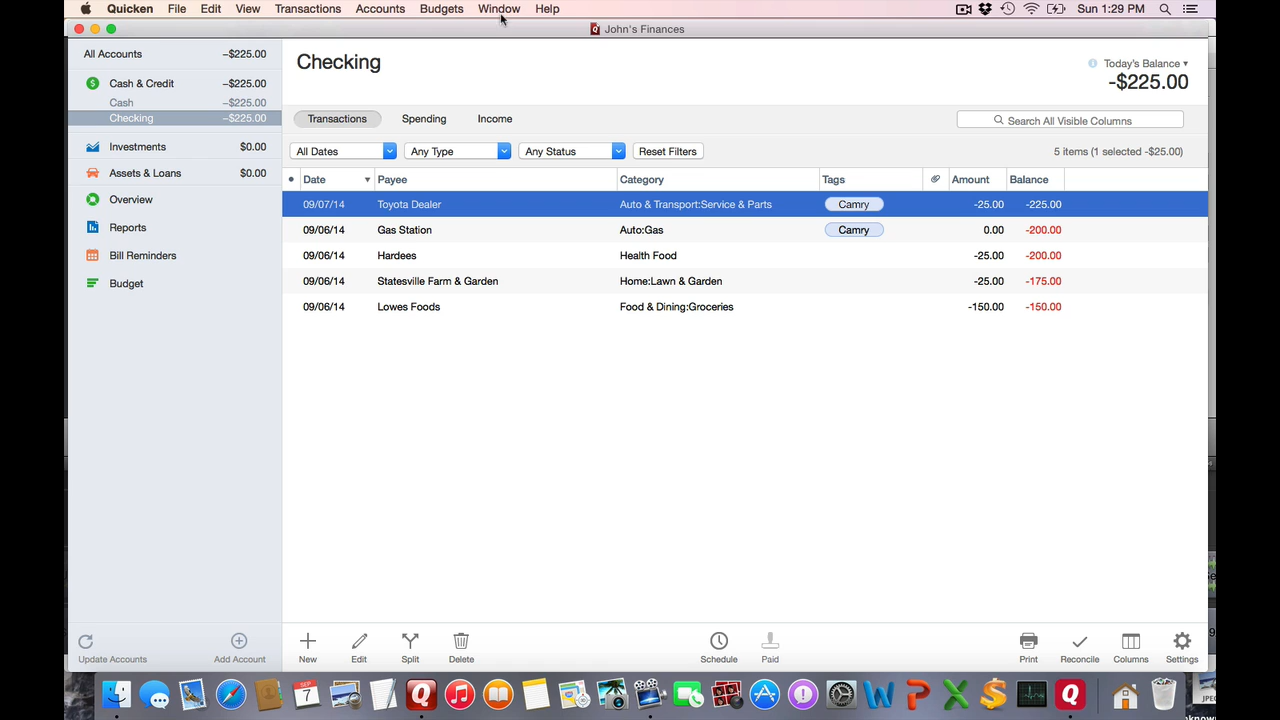 Quicken File Edit View Transactions Accounts Budgets Window Help Sun 1:29 PM
John's Finances
All Accounts -$225.00
Cash & Credit -$225.00
Cash -$225.00
Checking -$225.00
Investments $0.00
Assets & Loans $0.00
Overview
Reports
Bill Reminders
Budget
Update Accounts Add Account
Checking
Today's Balance
-$225.00
Transactions Spending Income Search All Visible Columns
All Dates Any Type Any Status Reset Filters 5 items (1 selected -$25.00)
Date Payee Category Tags Amount Balance
09/07/14 Toyota Dealer Auto & Transport:Service & Parts Camry -25.00 -225.00
09/06/14 Gas Station Auto:Gas Camry 0.00 -200.00
09/06/14 Hardees Health Food -25.00 -200.00
09/06/14 Statesville Farm & Garden Home:Lawn & Garden -25.00 -175.00
09/06/14 Lowes Foods Food & Dining:Groceries -150.00 -150.00
New Edit Split Delete Schedule Paid Print Reconcile Columns Settings
SEP
7